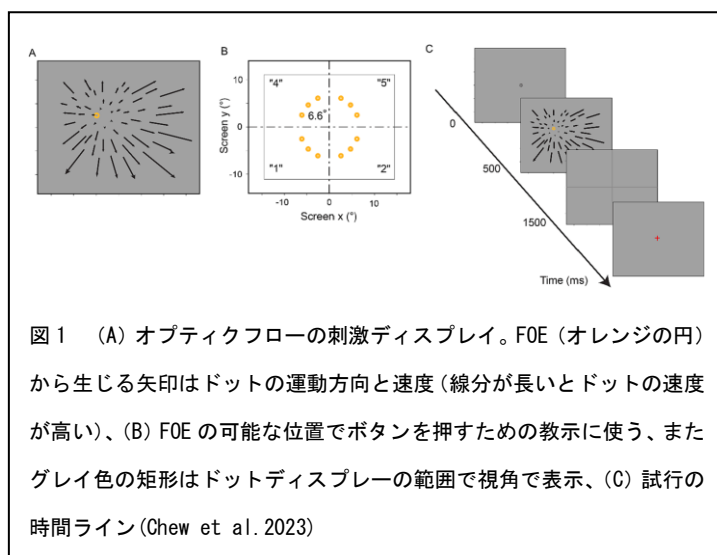 A
B
C
"4"
"5"
6.6°
"1"
"2"
10
0
-10
Screen y (°)
-10
0
10
Screen x (°)
0
500
1500
Time (ms)
図1　(A) オプティクフローの刺激ディスプレイ。FOE（オレンジの円）
から生じる矢印はドットの運動方向と速度（線分が長いとドットの速度
が高い）、(B) FOE の可能な位置でボタンを押すための教示に使う、また
グレイ色の矩形はドットディスプレーの範囲で視角で表示、(C) 試行の
時間ライン(Chew et al.2023)